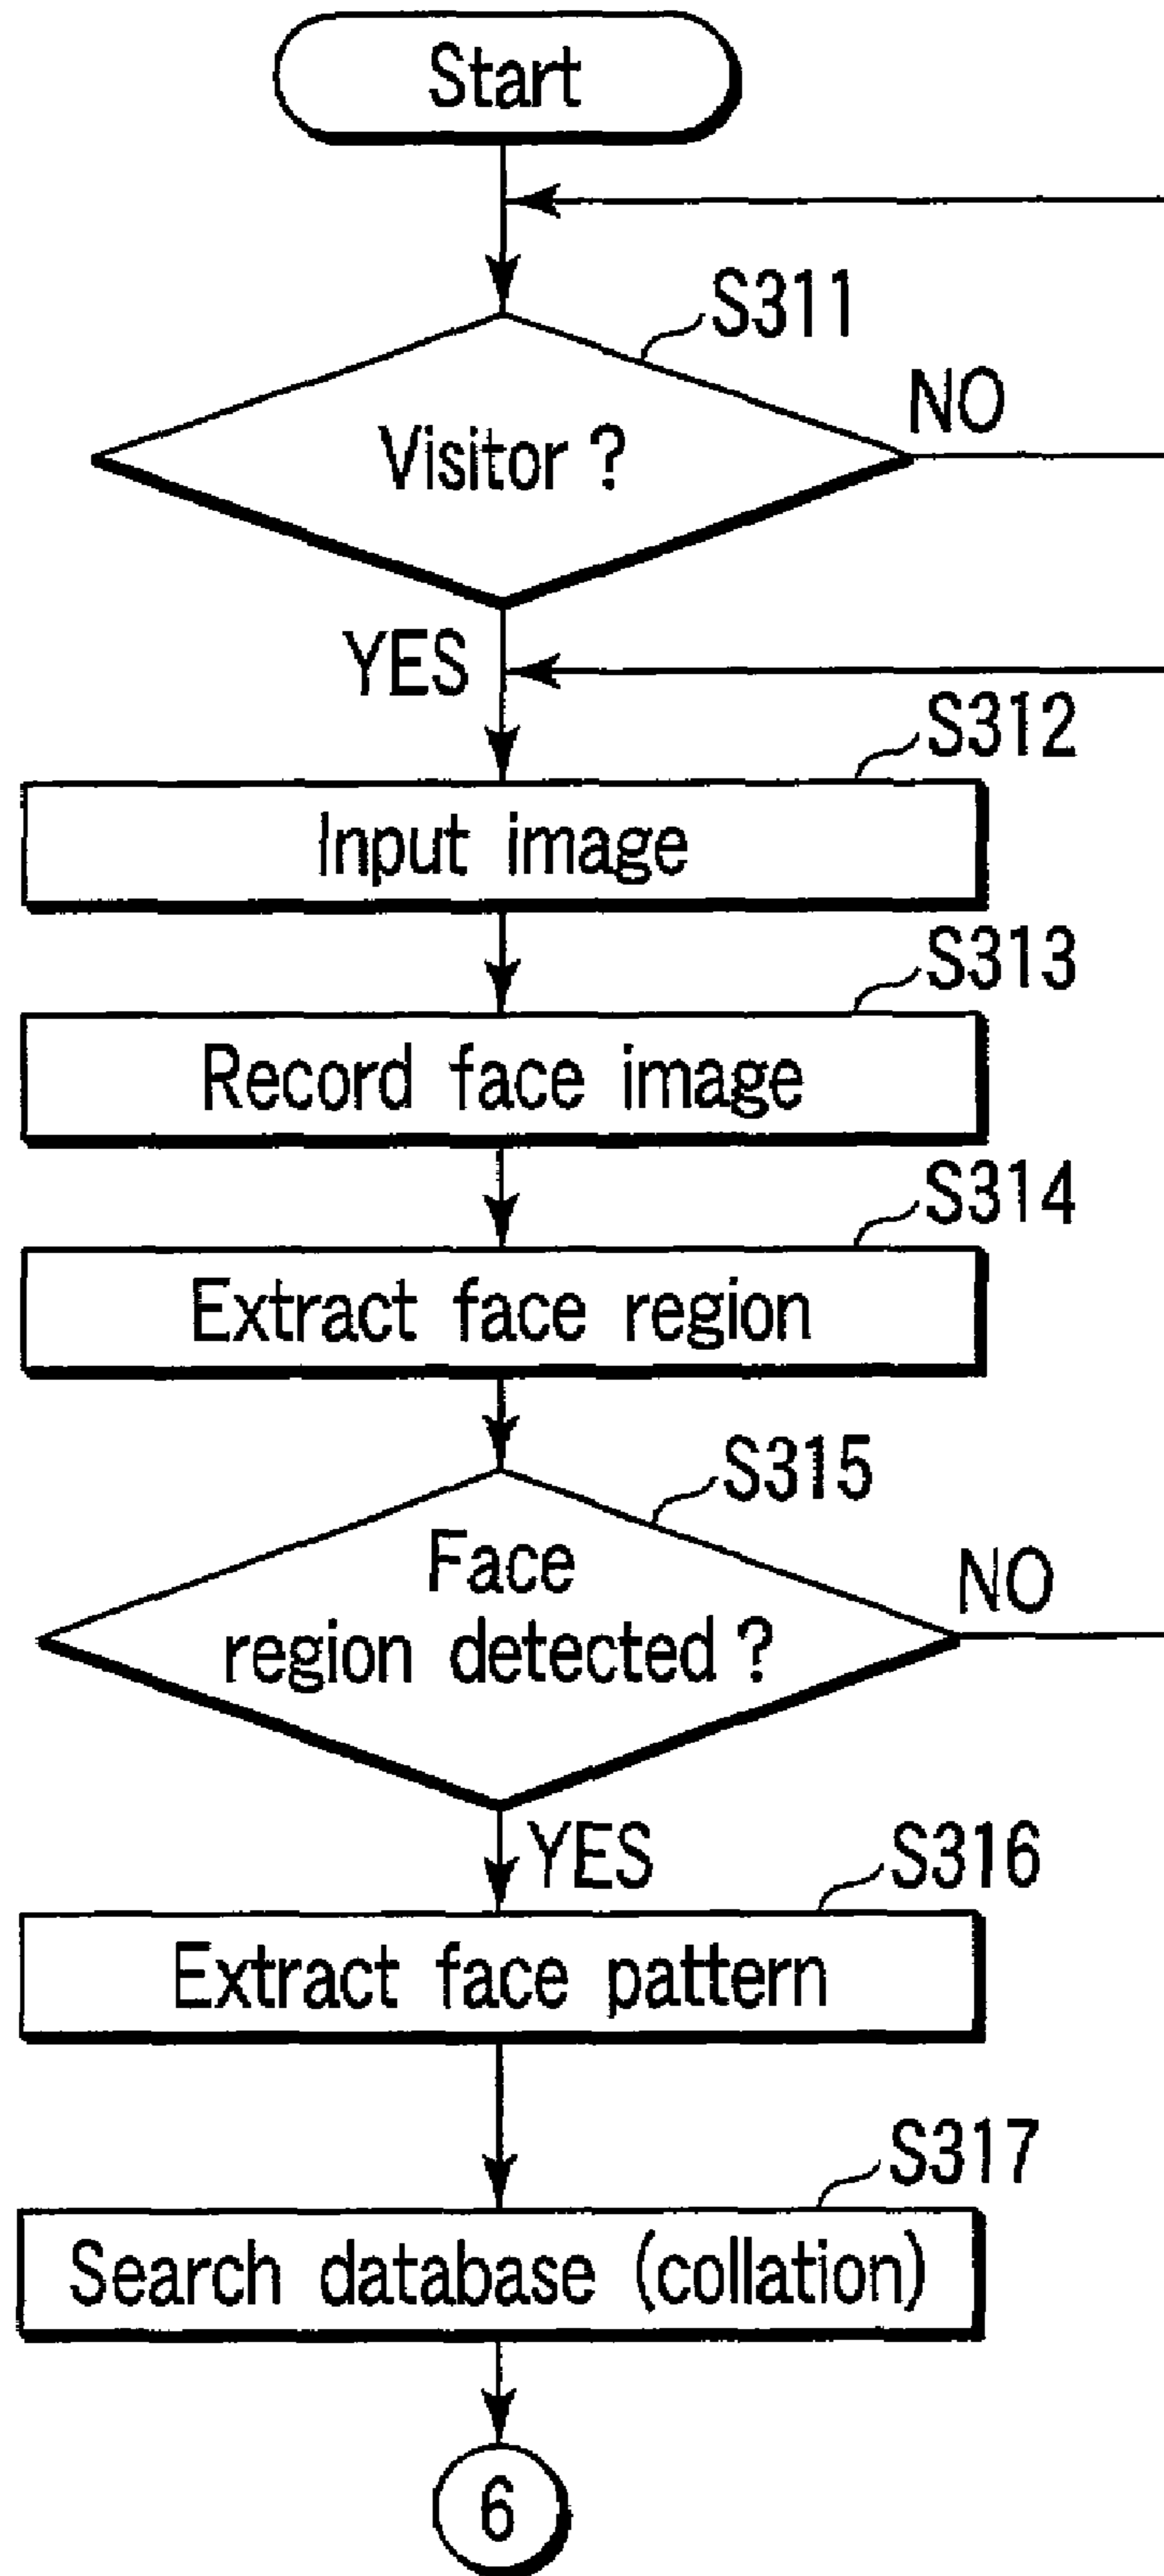 Start
S311
Visitor ?
NO
YES
S312
Input image
S313
Record face image
S314
Extract face region
S315
Face
region detected ?
NO
YES
S316
Extract face pattern
S317
Search database (collation)
6